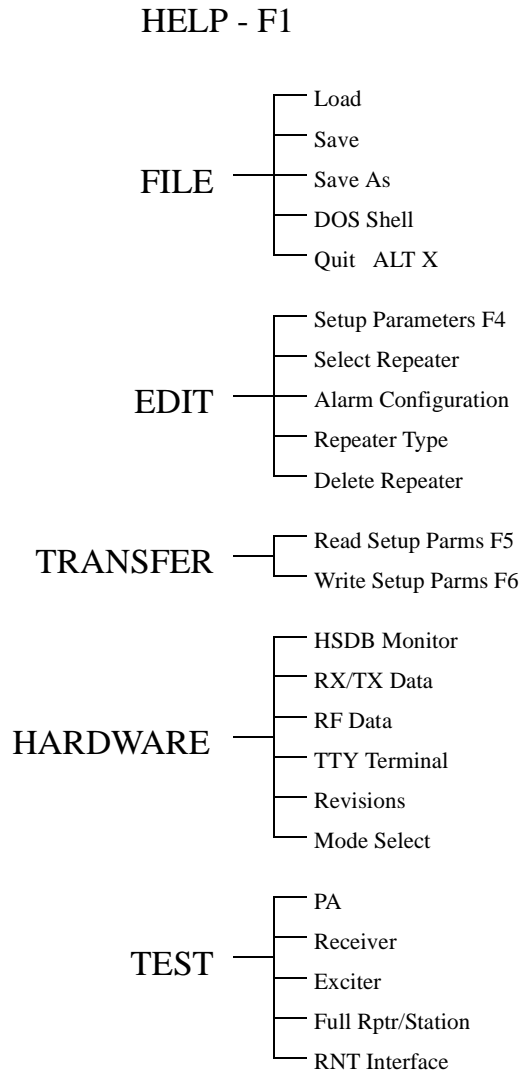 HELP - F1
FILE
Load
Save
Save As
DOS Shell
Quit   ALT X
EDIT
Setup Parameters F4
Select Repeater
Alarm Configuration
Repeater Type
Delete Repeater
TRANSFER
Read Setup Parms F5
Write Setup Parms F6
HARDWARE
HSDB Monitor
RX/TX Data
RF Data
TTY Terminal
Revisions
Mode Select
TEST
PA
Receiver
Exciter
Full Rptr/Station
RNT Interface